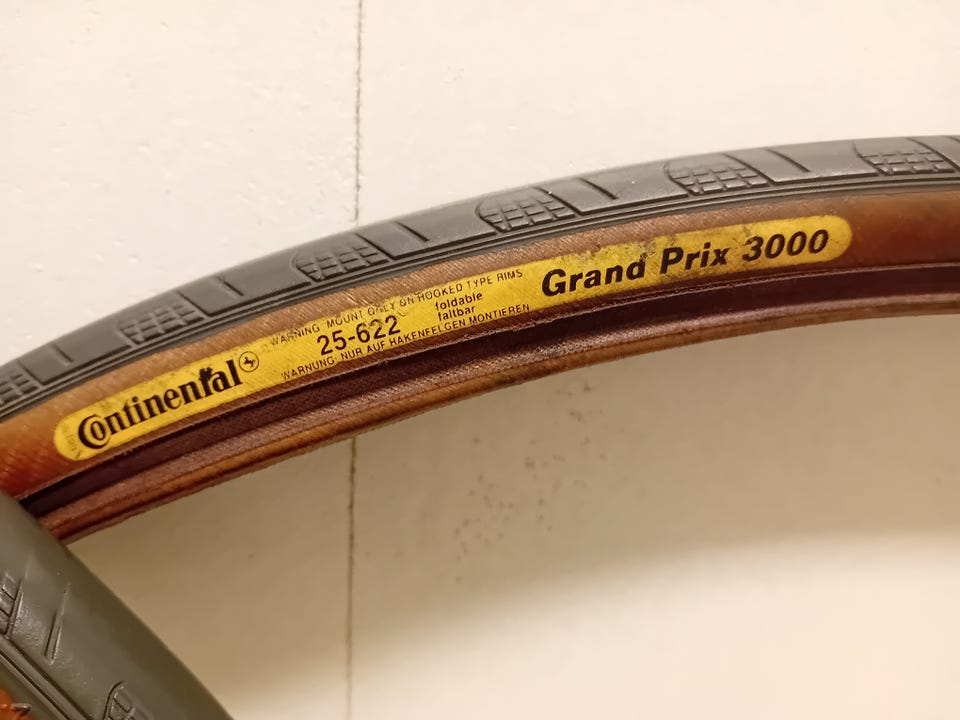 Continental
WARNING MOUNT ONLY ON HOOKED TYPE RIMS
25-622
foldable
faltbar
WARNUNG NUR AUF HAKENFELGEN MONTIEREN
Grand Prix 3000